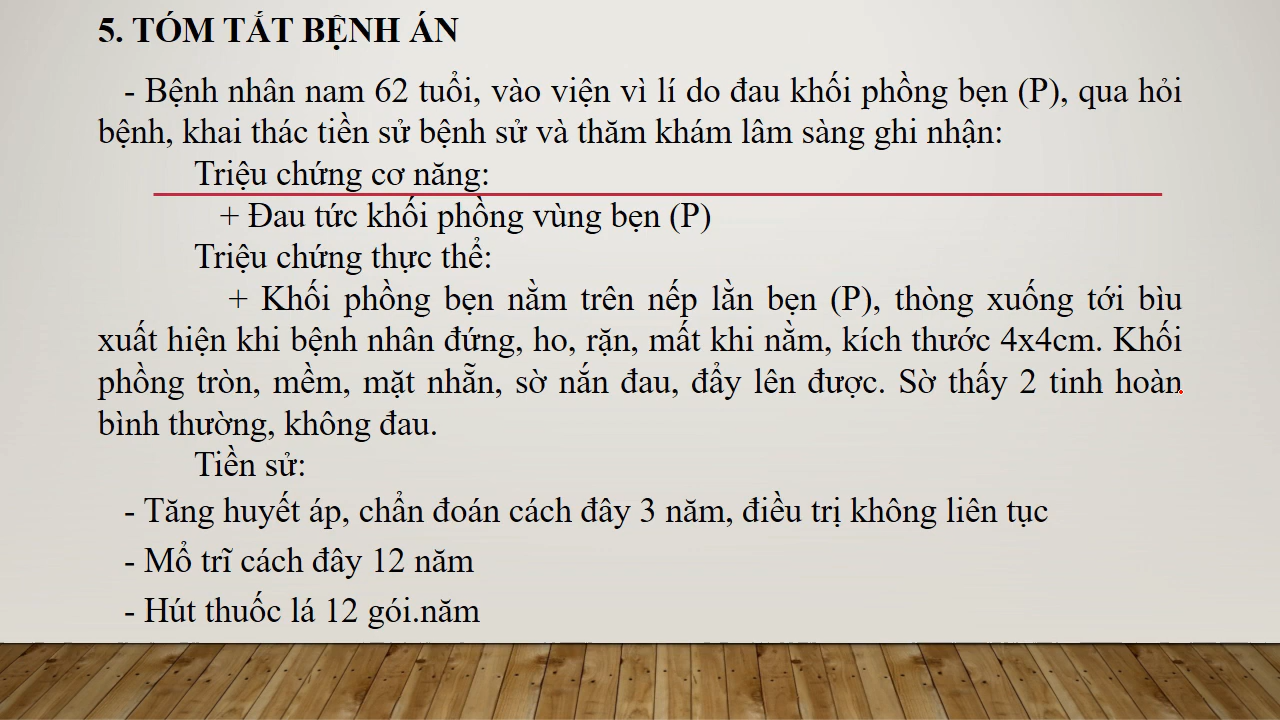 5. TÓM TẮT BỆNH ÁN
- Bệnh nhân nam 62 tuổi, vào viện vì lí do đau khối phồng bẹn (P), qua hỏi
bệnh, khai thác tiền sử bệnh sử và thăm khám lâm sàng ghi nhận:
Triệu chứng cơ năng:
+ Đau tức khối phồng vùng bẹn (P)
Triệu chứng thực thể:
+ Khối phồng bẹn nằm trên nếp lằn bẹn (P), thòng xuống tới bìu
xuất hiện khi bệnh nhân đứng, ho, rặn, mất khi nằm, kích thước 4x4cm. Khối
phồng tròn, mềm, mặt nhẵn, sờ nắn đau, đẩy lên được. Sờ thấy 2 tinh hoàn
bình thường, không đau.
Tiền sử:
- Tăng huyết áp, chẩn đoán cách đây 3 năm, điều trị không liên tục
- Mổ trĩ cách đây 12 năm
- Hút thuốc lá 12 gói.năm